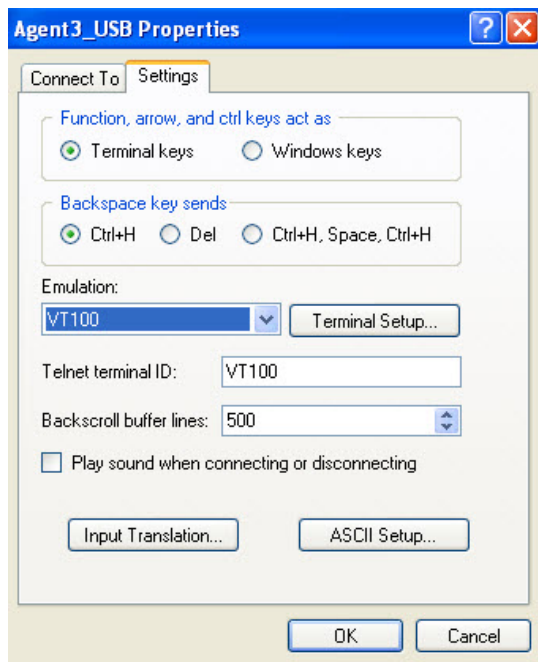 Agent3_USB Properties
Connect To Settings
Function, arrow, and ctrl keys act as
Terminal keys Windows keys
Backspace key sends
Ctrl+H Del Ctrl+H, Space, Ctrl+H
Emulation:
VT100 Terminal Setup...
Telnet terminal ID: VT100
Backscroll buffer lines: 500
Play sound when connecting or disconnecting
Input Translation... ASCII Setup...
OK Cancel